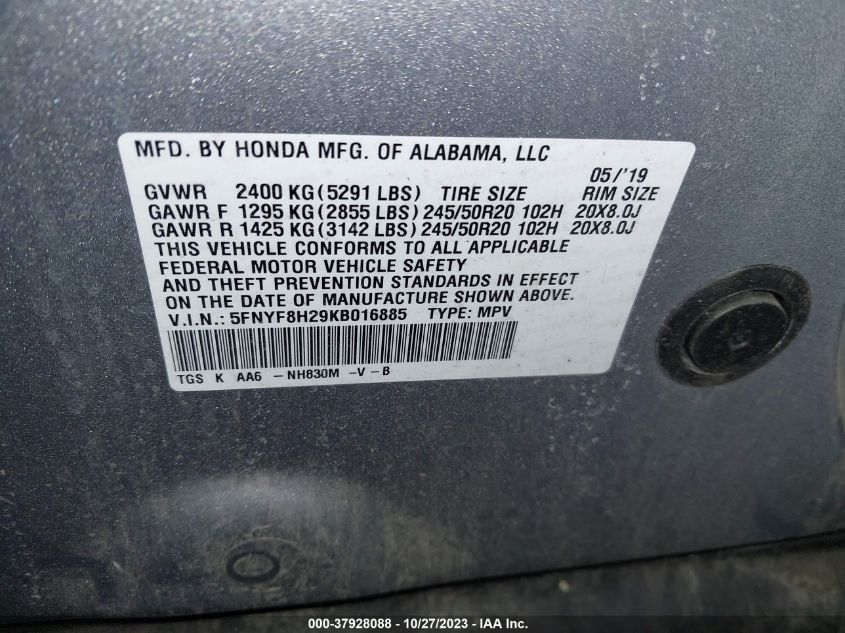 MFD. BY HONDA MFG. OF ALABAMA, LLC
05/'19
GVWR 2400 KG(5291 LBS) TIRE SIZE RIM SIZE
GAWR F 1295 KG(2855 LBS) 245/50R20 102H 20X8.0J
GAWR R 1425 KG(3142 LBS) 245/50R20 102H 20X8.0J
THIS VEHICLE CONFORMS TO ALL APPLICABLE
FEDERAL MOTOR VEHICLE SAFETY
AND THEFT PREVENTION STANDARDS IN EFFECT
ON THE DATE OF MANUFACTURE SHOWN ABOVE.
V.I.N.: 5FNYF8H29KB016885 TYPE: MPV
TGS K AA6 - NH830M -V - B
000-37928088 - 10/27/2023 - IAA Inc.